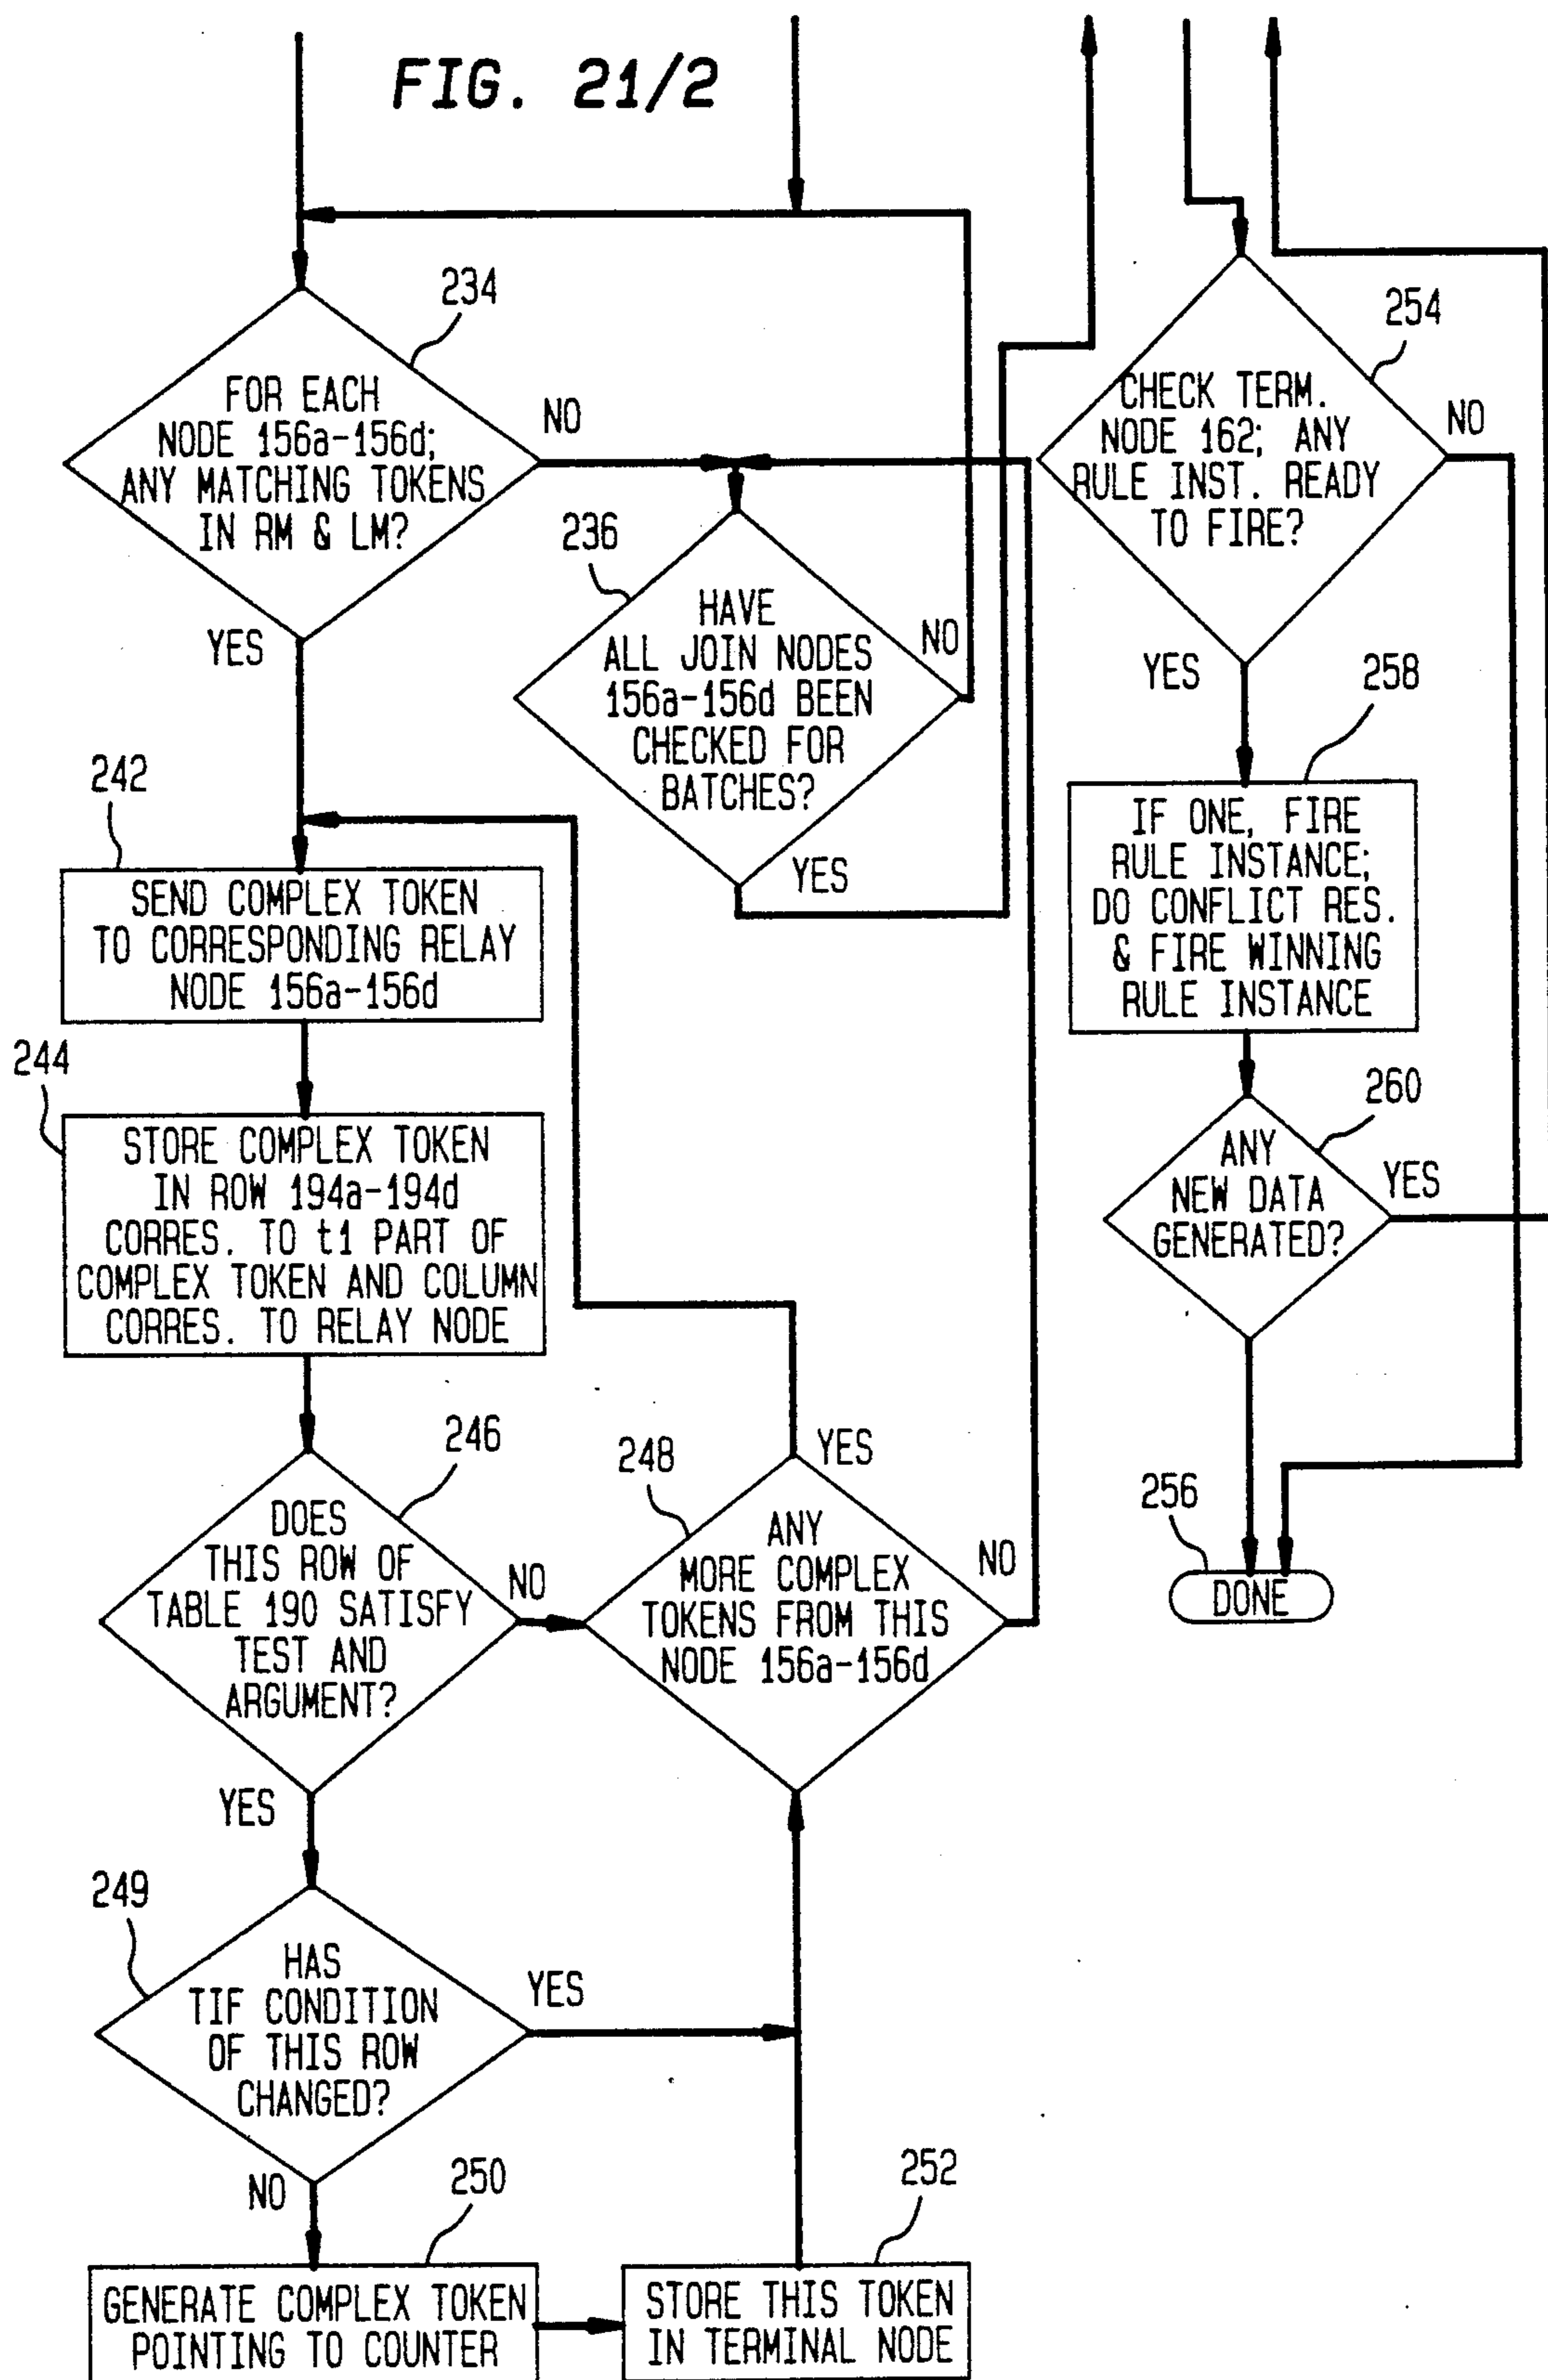 FIG. 21/2
234
FOR EACH
NODE 156a-156d;
ANY MATCHING TOKENS
IN RM & LM?
NO
YES
236
HAVE
ALL JOIN NODES
156a-156d BEEN
CHECKED FOR
BATCHES?
NO
YES
242
SEND COMPLEX TOKEN
TO CORRESPONDING RELAY
NODE 156a-156d
244
STORE COMPLEX TOKEN
IN ROW 194a-194d
CORRES. TO t1 PART OF
COMPLEX TOKEN AND COLUMN
CORRES. TO RELAY NODE
246
DOES
THIS ROW OF
TABLE 190 SATISFY
TEST AND
ARGUMENT?
NO
YES
248
ANY
MORE COMPLEX
TOKENS FROM THIS
NODE 156a-156d
YES
NO
249
HAS
TIF CONDITION
OF THIS ROW
CHANGED?
YES
NO
250
GENERATE COMPLEX TOKEN
POINTING TO COUNTER
252
STORE THIS TOKEN
IN TERMINAL NODE
254
CHECK TERM.
NODE 162; ANY
RULE INST. READY
TO FIRE?
NO
YES
258
IF ONE, FIRE
RULE INSTANCE;
DO CONFLICT RES.
& FIRE WINNING
RULE INSTANCE
260
ANY
NEW DATA
GENERATED?
YES
256
DONE